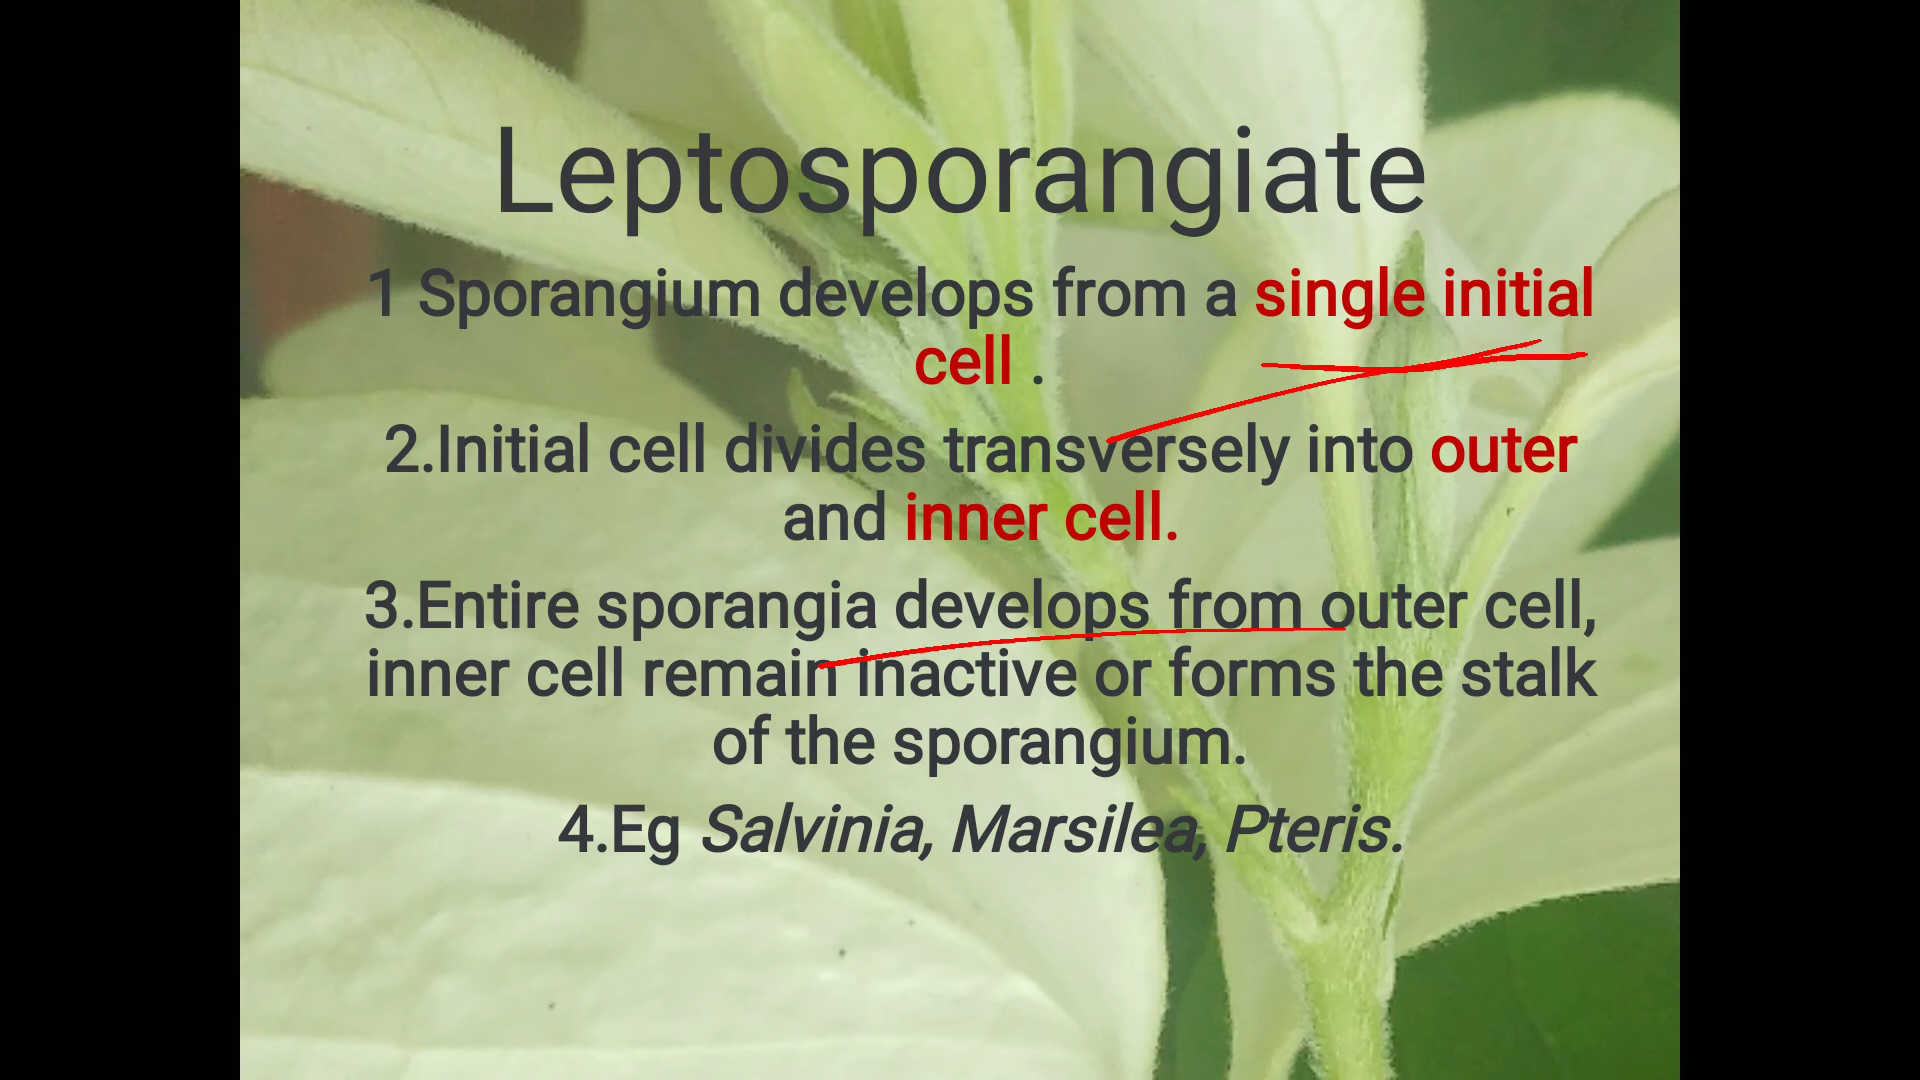 Leptosporangiate
1 Sporangium develops from a single initial
cell .
2.Initial cell divides transversely into outer
and inner cell.
3.Entire sporangia develops from outer cell,
inner cell remain inactive or forms the stalk
of the sporangium.
4.Eg Salvinia, Marsilea, Pteris.